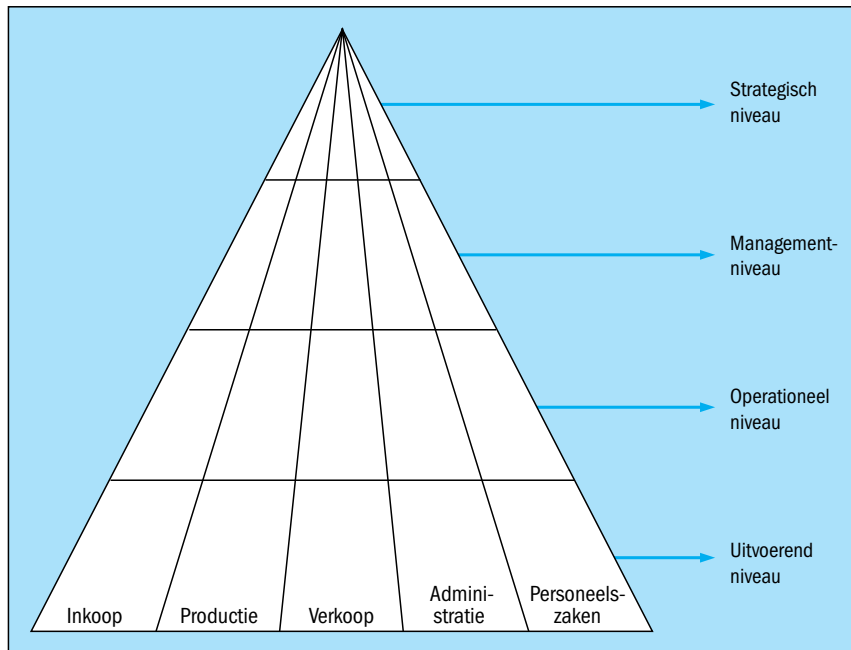 Strategisch
niveau
Management-
niveau
Operationeel
niveau
Uitvoerend
niveau
Inkoop
Productie
Verkoop
Admini-
stratie
Personeels-
zaken